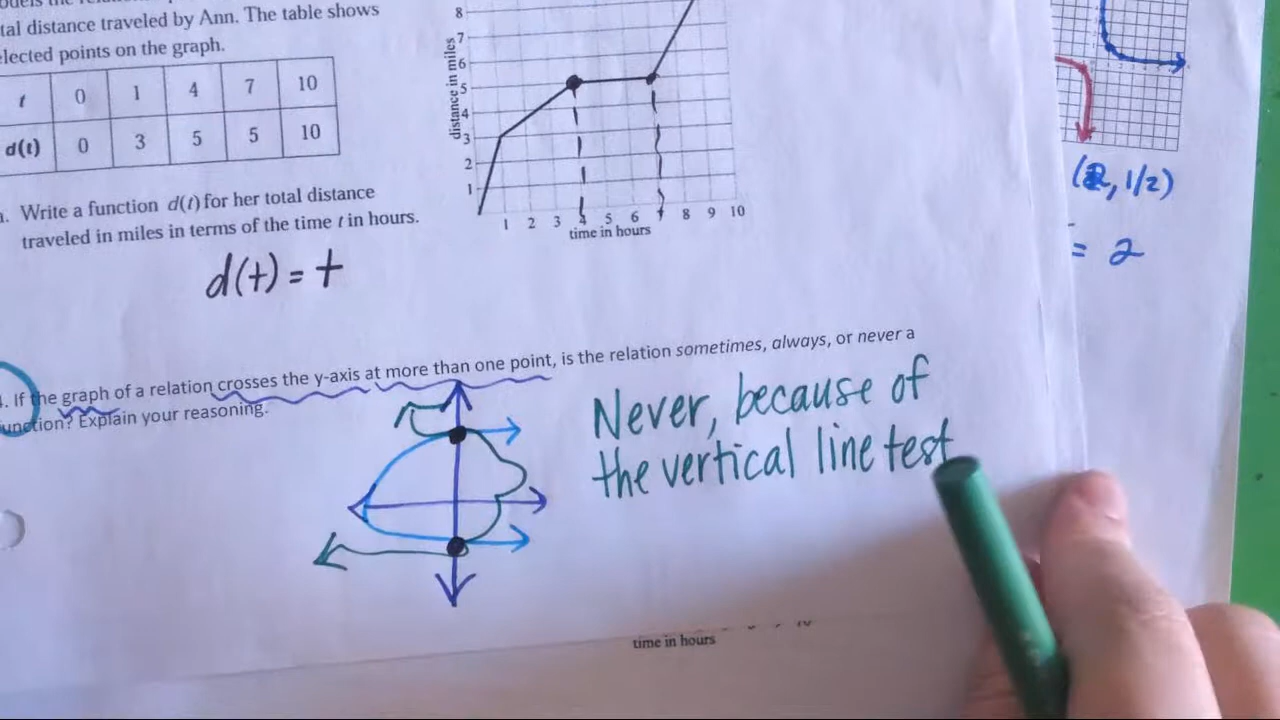 tal distance traveled by Ann. The table shows
lected points on the graph.
t 0 1 4 7 10
d(t) 0 3 5 5 10
8
7
6
5
4
3
2
1
distance in miles
1 2 3 4 5 6 7 8 9 10
time in hours
a. Write a function d(t) for her total distance
traveled in miles in terms of the time t in hours.
d(t) = t
(2, 1/2)
= 2
4. If the graph of a relation crosses the y-axis at more than one point, is the relation sometimes, always, or never a
function? Explain your reasoning.
Never, because of
the vertical line test
time in hours